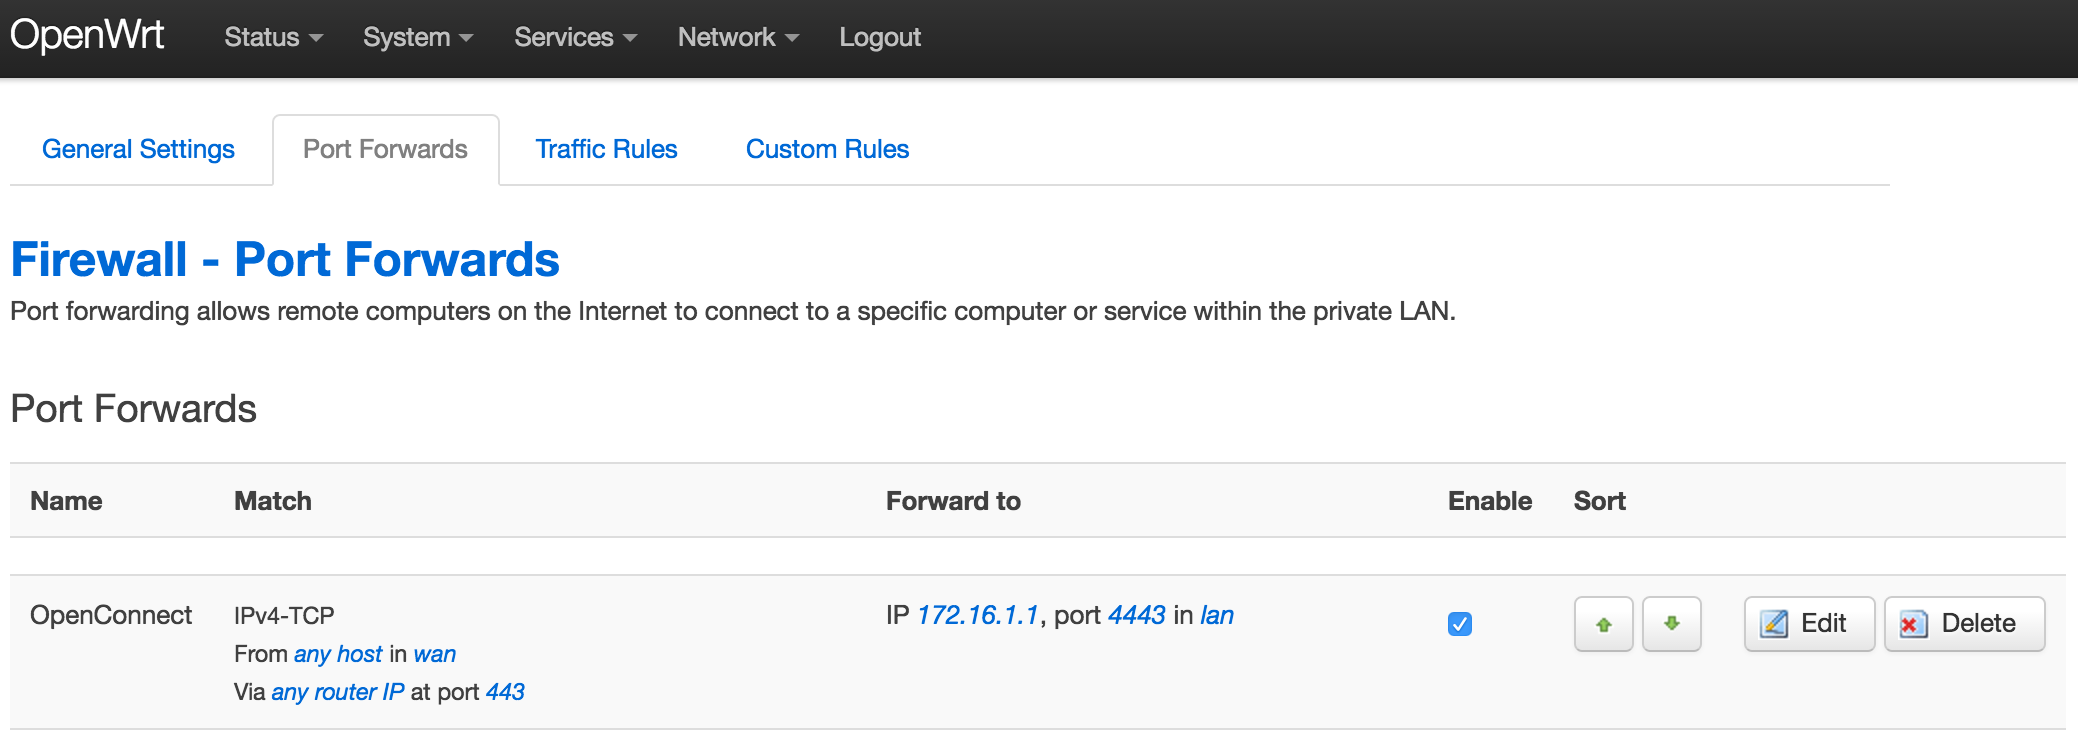 OpenWrt Status System Services Network Logout
General Settings Port Forwards Traffic Rules Custom Rules
Firewall - Port Forwards
Port forwarding allows remote computers on the Internet to connect to a specific computer or service within the private LAN.
Port Forwards
Name Match Forward to Enable Sort
OpenConnect IPv4-TCP IP 172.16.1.1, port 4443 in lan Edit Delete
From any host in wan
Via any router IP at port 443